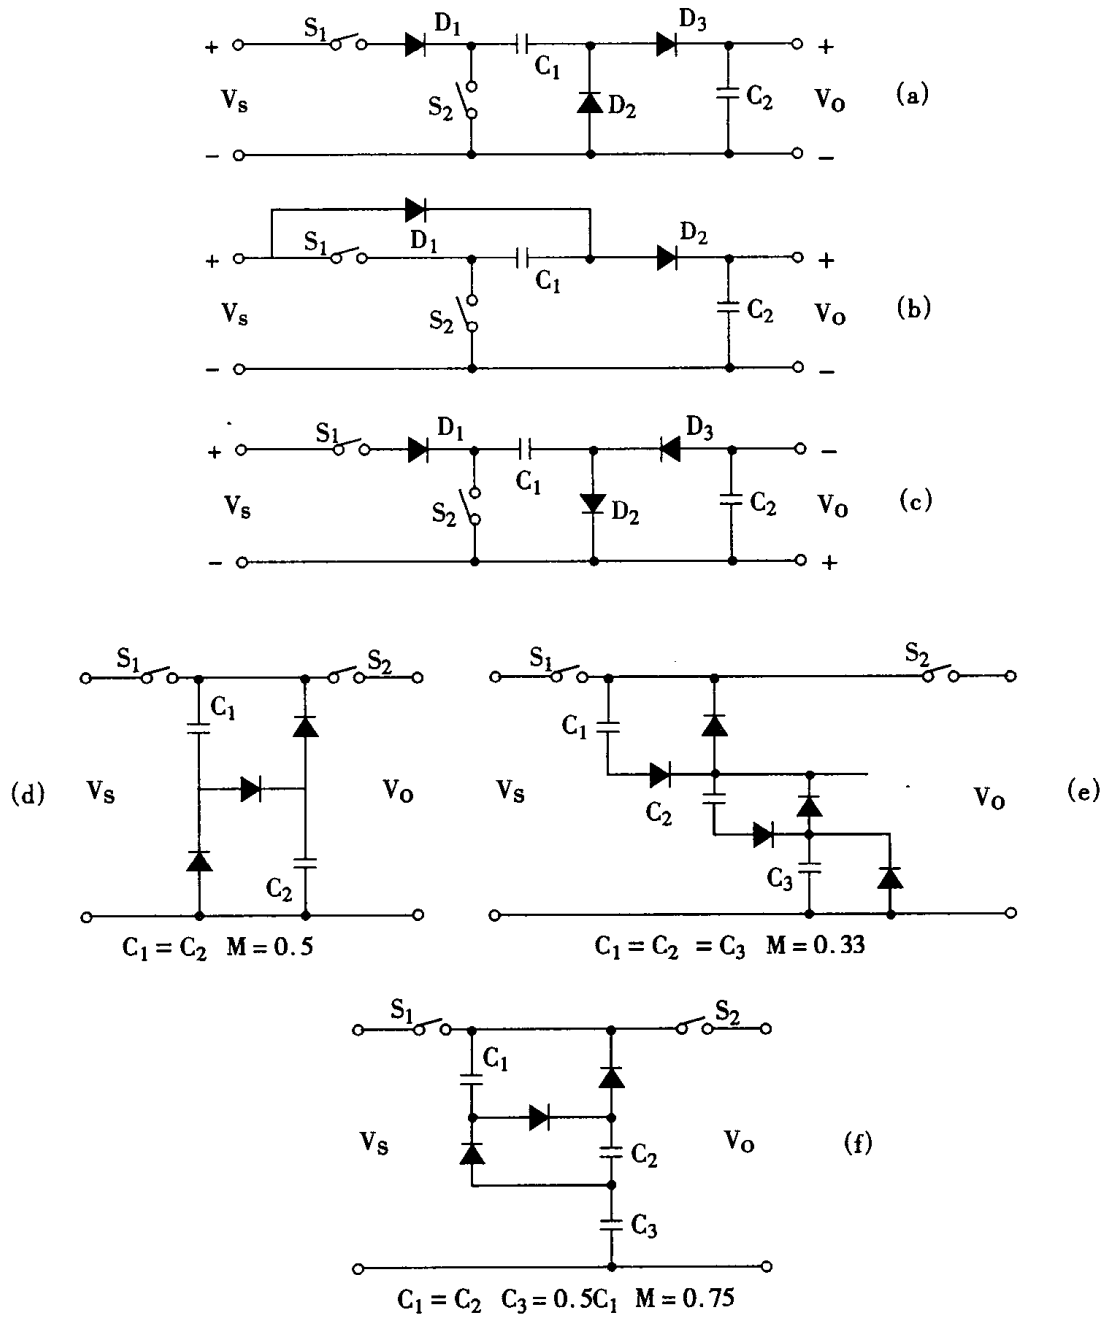 S1 D1 D3
+ +
C1
Vs S2 D2 C2 Vo (a)
- -
S1 D1 D2
+ +
C1
Vs S2 C2 Vo (b)
- -
S1 D1 D3
+ -
C1
Vs S2 D2 C2 Vo (c)
- +
S1 S2
C1
(d) Vs Vo
C2
C1 = C2 M = 0.5
S1 S2
C1
Vs C2 Vo (e)
C3
C1 = C2 = C3 M = 0.33
S1 S2
C1
Vs C2 Vo (f)
C3
C1 = C2 C3 = 0.5C1 M = 0.75